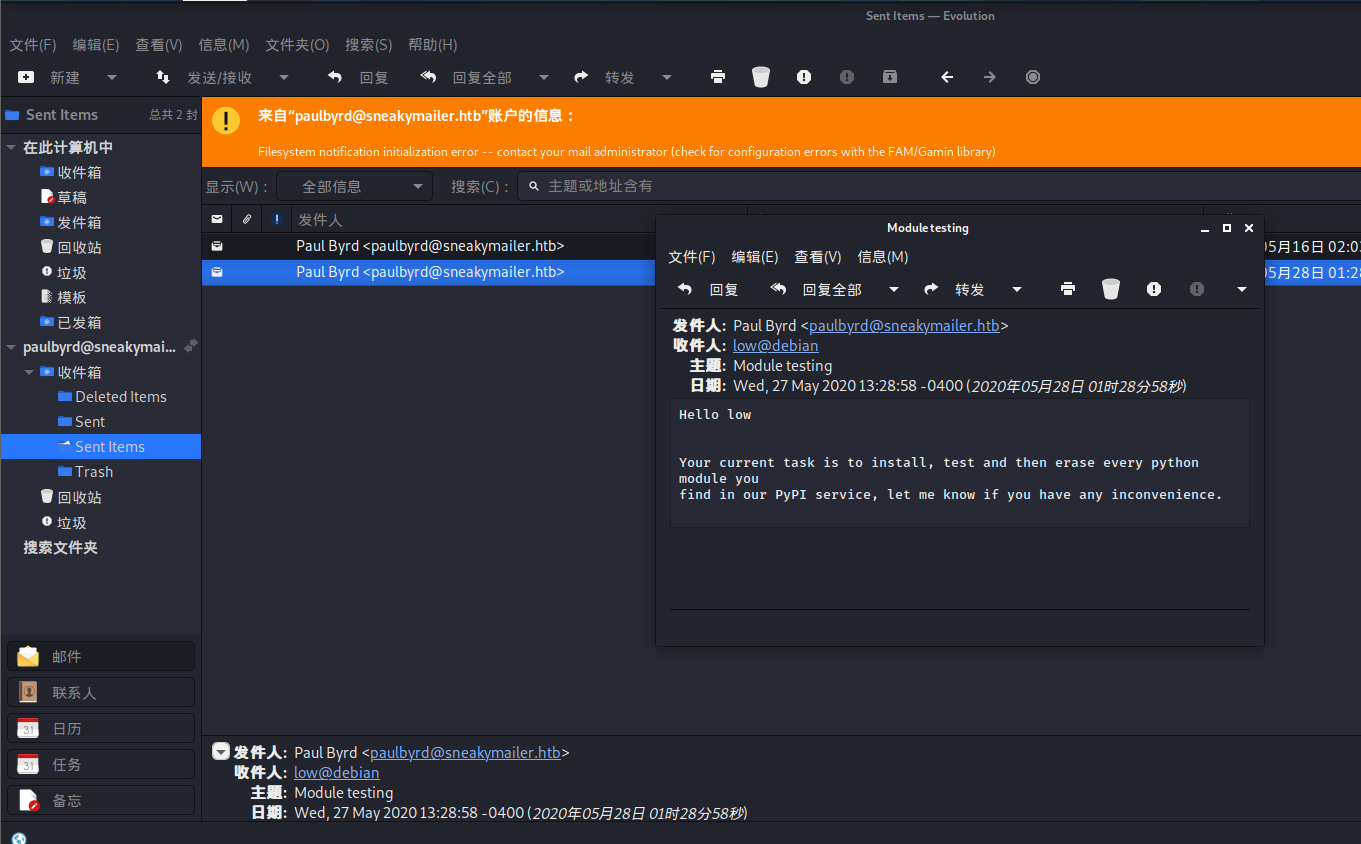 Sent Items — Evolution
文件(F) 编辑(E) 查看(V) 信息(M) 文件夹(O) 搜索(S) 帮助(H)
新建 发送/接收 回复 回复全部 转发
Sent Items 总共 2 封
在此计算机中
收件箱
草稿
发件箱
回收站
垃圾
模板
已发箱
paulbyrd@sneakymai...
收件箱
Deleted Items
Sent
Sent Items
Trash
回收站
垃圾
搜索文件夹
邮件
联系人
日历
任务
备忘
来自“paulbyrd@sneakymailer.htb”账户的信息：
Filesystem notification initialization error -- contact your mail administrator (check for configuration errors with the FAM/Gamin library)
显示(W)： 全部信息 搜索(C)： 主题或地址含有
发件人
Paul Byrd <paulbyrd@sneakymailer.htb> 05月16日 02:03
Paul Byrd <paulbyrd@sneakymailer.htb> 05月28日 01:28
Module testing
文件(F) 编辑(E) 查看(V) 信息(M)
回复 回复全部 转发
发件人: Paul Byrd <paulbyrd@sneakymailer.htb>
收件人: low@debian
主题: Module testing
日期: Wed, 27 May 2020 13:28:58 -0400 (2020年05月28日 01时28分58秒)
Hello low
Your current task is to install, test and then erase every python
module you
find in our PyPI service, let me know if you have any inconvenience.
发件人: Paul Byrd <paulbyrd@sneakymailer.htb>
收件人: low@debian
主题: Module testing
日期: Wed, 27 May 2020 13:28:58 -0400 (2020年05月28日 01时28分58秒)